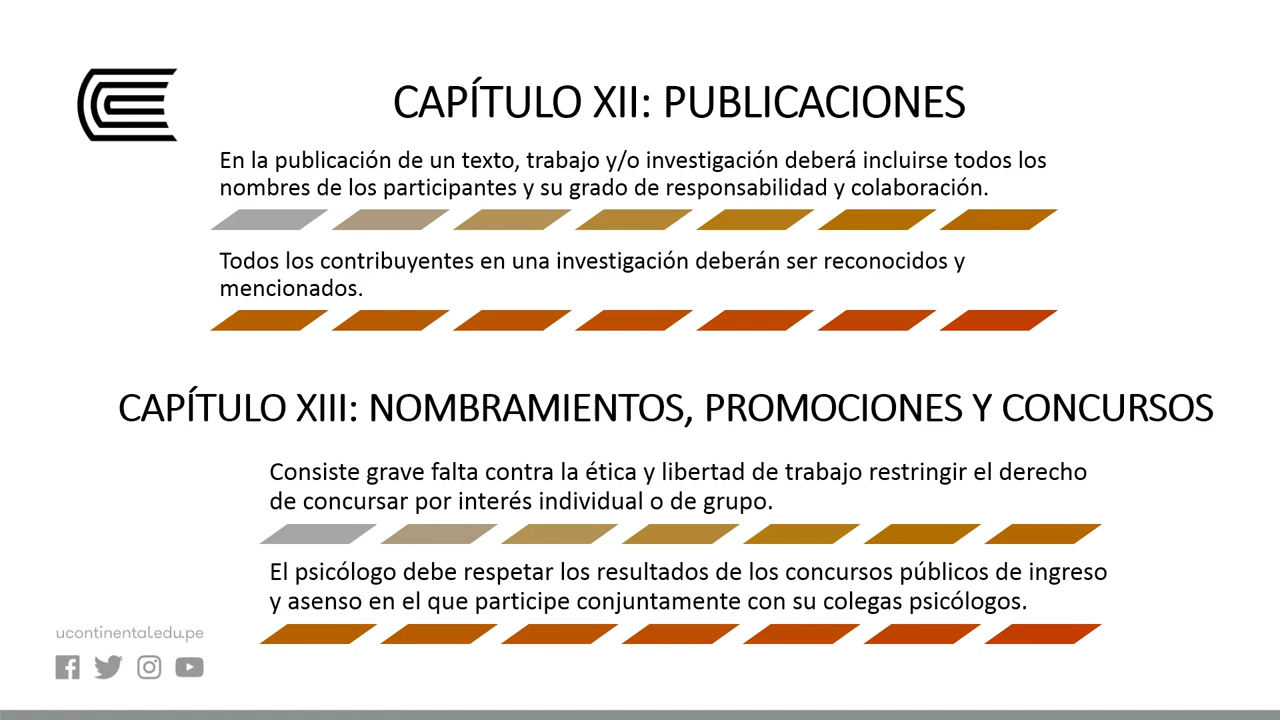 CAPÍTULO XII: PUBLICACIONES
En la publicación de un texto, trabajo y/o investigación deberá incluirse todos los
nombres de los participantes y su grado de responsabilidad y colaboración.
Todos los contribuyentes en una investigación deberán ser reconocidos y
mencionados.
CAPÍTULO XIII: NOMBRAMIENTOS, PROMOCIONES Y CONCURSOS
Consiste grave falta contra la ética y libertad de trabajo restringir el derecho
de concursar por interés individual o de grupo.
El psicólogo debe respetar los resultados de los concursos públicos de ingreso
y asenso en el que participe conjuntamente con su colegas psicólogos.
ucontinental.edu.pe